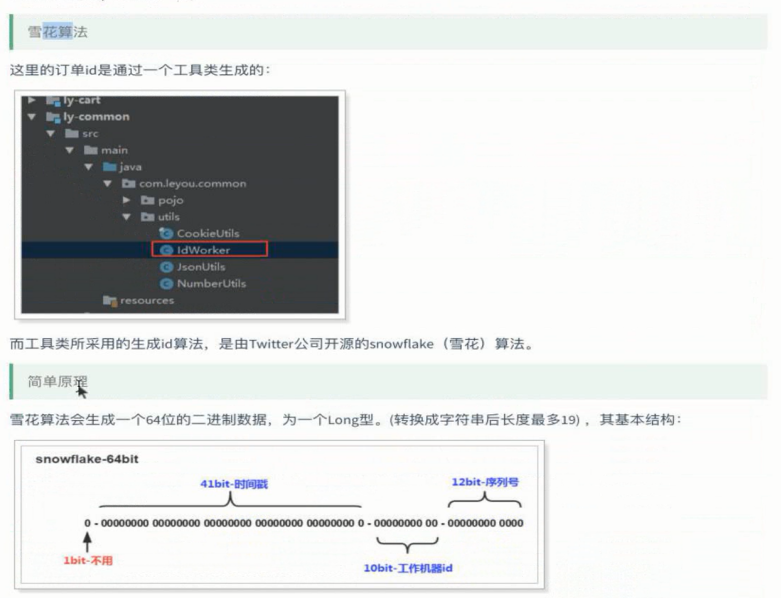 雪花算法
这里的订单id是通过一个工具类生成的：
ly-cart
ly-common
src
main
java
com.leyou.common
pojo
utils
CookieUtils
IdWorker
JsonUtils
NumberUtils
resources
而工具类所采用的生成id算法，是由Twitter公司开源的snowflake（雪花）算法。
简单原理
雪花算法会生成一个64位的二进制数据，为一个Long型。(转换成字符串后长度最多19) ，其基本结构：
snowflake-64bit
41bit-时间戳
12bit-序列号
0 - 00000000 00000000 00000000 00000000 00000000 0 - 00000000 00 - 00000000 0000
1bit-不用
10bit-工作机器id